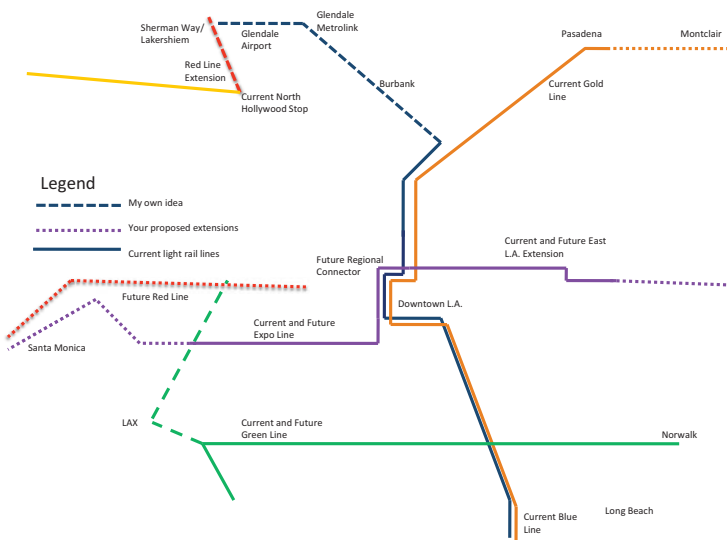 Glendale
Metrolink
Sherman Way/
Lakershiem
Glendale
Airport
Pasadena
Montclair
Red Line
Extension
Burbank
Current Gold
Line
Current North
Hollywood Stop
Legend
My own idea
Your proposed extensions
Current light rail lines
Current and Future East
L.A. Extension
Future Regional
Connector
Future Red Line
Downtown L.A.
Current and Future
Expo Line
Santa Monica
LAX
Current and Future
Green Line
Norwalk
Current Blue
Line
Long Beach